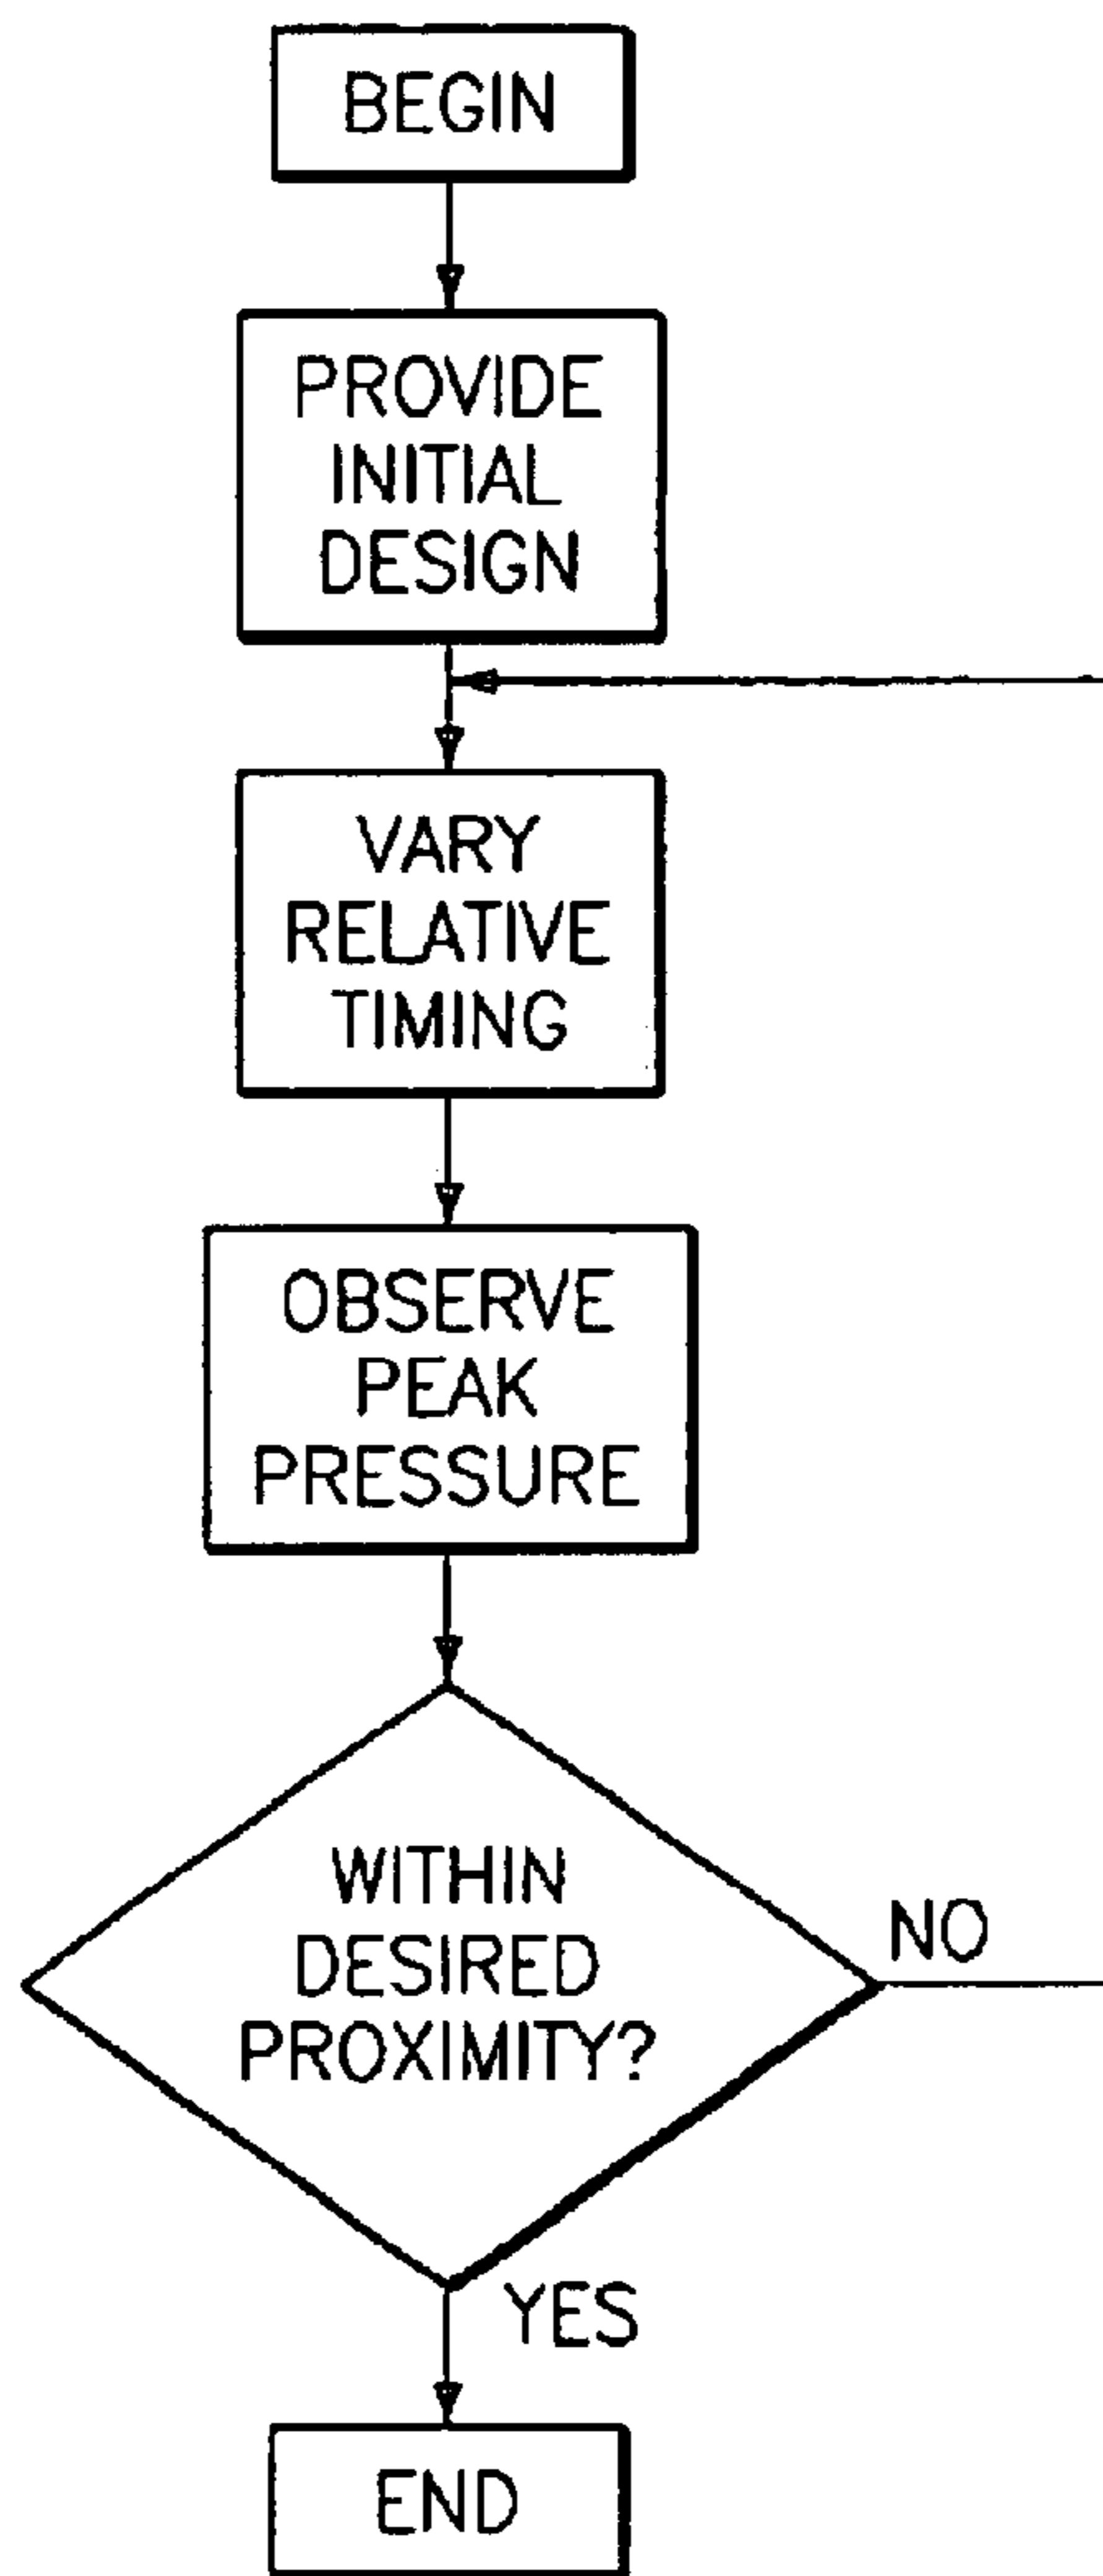 BEGIN
PROVIDE
INITIAL
DESIGN
VARY
RELATIVE
TIMING
OBSERVE
PEAK
PRESSURE
WITHIN
DESIRED
PROXIMITY?
NO
YES
END